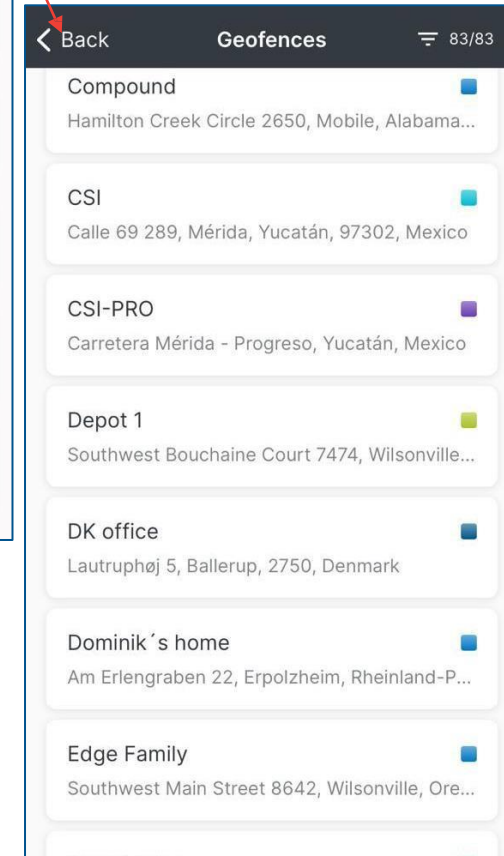 Back
Geofences
83/83
Compound
Hamilton Creek Circle 2650, Mobile, Alabama...
CSI
Calle 69 289, Mérida, Yucatán, 97302, Mexico
CSI-PRO
Carretera Mérida - Progreso, Yucatán, Mexico
Depot 1
Southwest Bouchaine Court 7474, Wilsonville...
DK office
Lautruphøj 5, Ballerup, 2750, Denmark
Dominik´s home
Am Erlengraben 22, Erpolzheim, Rheinland-P...
Edge Family
Southwest Main Street 8642, Wilsonville, Ore...